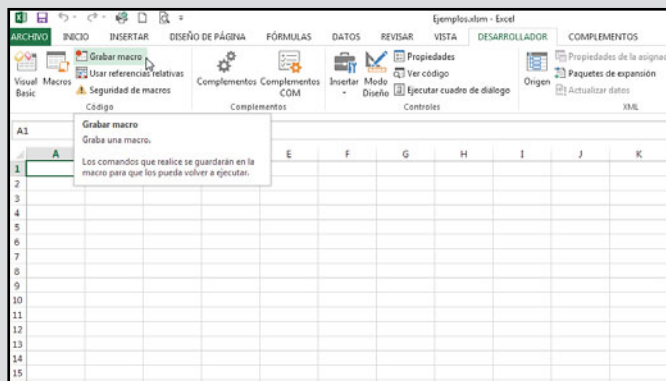 Ejemplos.xlsm - Excel
ARCHIVO INICIO INSERTAR DISEÑO DE PÁGINA FÓRMULAS DATOS REVISAR VISTA DESARROLLADOR COMPLEMENTOS
Visual Basic
Macros
Grabar macro
Usar referencias relativas
Seguridad de macros
Código
Complementos
Complementos COM
Complementos
Insertar
Modo Diseño
Propiedades
Ver código
Ejecutar cuadro de diálogo
Controles
Origen
Propiedades de la asignac
Paquetes de expansión
Actualizar datos
XML
A1
Grabar macro
Graba una macro.
Los comandos que realice se guardarán en la
macro para que los pueda volver a ejecutar.
A E F G H I J K
1
2
3
4
5
6
7
8
9
10
11
12
13
14
15